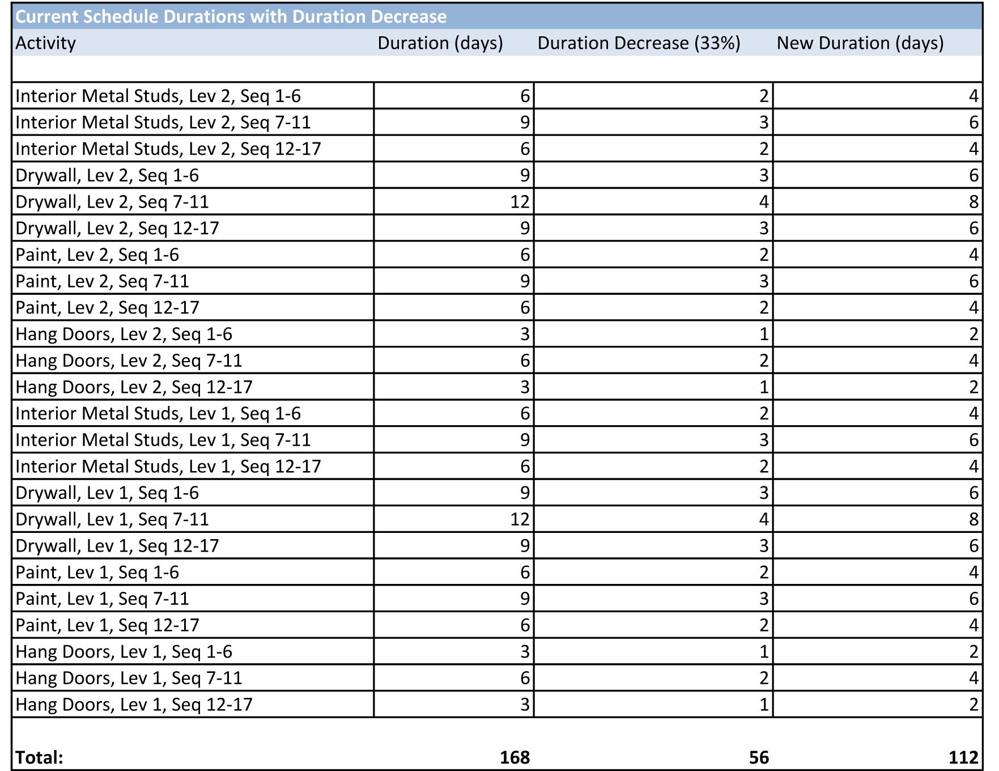 Current Schedule Durations with Duration Decrease
Activity Duration (days) Duration Decrease (33%) New Duration (days)
Interior Metal Studs, Lev 2, Seq 1-6 6 2 4
Interior Metal Studs, Lev 2, Seq 7-11 9 3 6
Interior Metal Studs, Lev 2, Seq 12-17 6 2 4
Drywall, Lev 2, Seq 1-6 9 3 6
Drywall, Lev 2, Seq 7-11 12 4 8
Drywall, Lev 2, Seq 12-17 9 3 6
Paint, Lev 2, Seq 1-6 6 2 4
Paint, Lev 2, Seq 7-11 9 3 6
Paint, Lev 2, Seq 12-17 6 2 4
Hang Doors, Lev 2, Seq 1-6 3 1 2
Hang Doors, Lev 2, Seq 7-11 6 2 4
Hang Doors, Lev 2, Seq 12-17 3 1 2
Interior Metal Studs, Lev 1, Seq 1-6 6 2 4
Interior Metal Studs, Lev 1, Seq 7-11 9 3 6
Interior Metal Studs, Lev 1, Seq 12-17 6 2 4
Drywall, Lev 1, Seq 1-6 9 3 6
Drywall, Lev 1, Seq 7-11 12 4 8
Drywall, Lev 1, Seq 12-17 9 3 6
Paint, Lev 1, Seq 1-6 6 2 4
Paint, Lev 1, Seq 7-11 9 3 6
Paint, Lev 1, Seq 12-17 6 2 4
Hang Doors, Lev 1, Seq 1-6 3 1 2
Hang Doors, Lev 1, Seq 7-11 6 2 4
Hang Doors, Lev 1, Seq 12-17 3 1 2
Total: 168 56 112